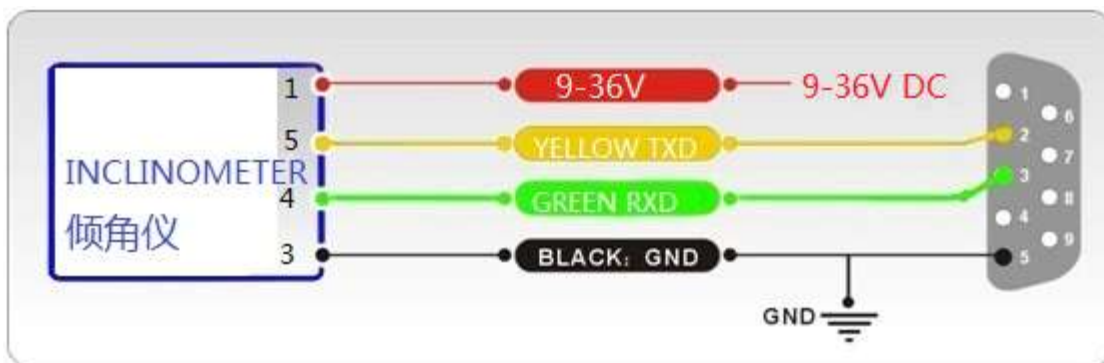 1
9-36V
9-36V DC
5
YELLOW TXD
INCLINOMETER
倾角仪
4
GREEN RXD
3
BLACK: GND
GND
1
2
3
4
5
6
7
8
9